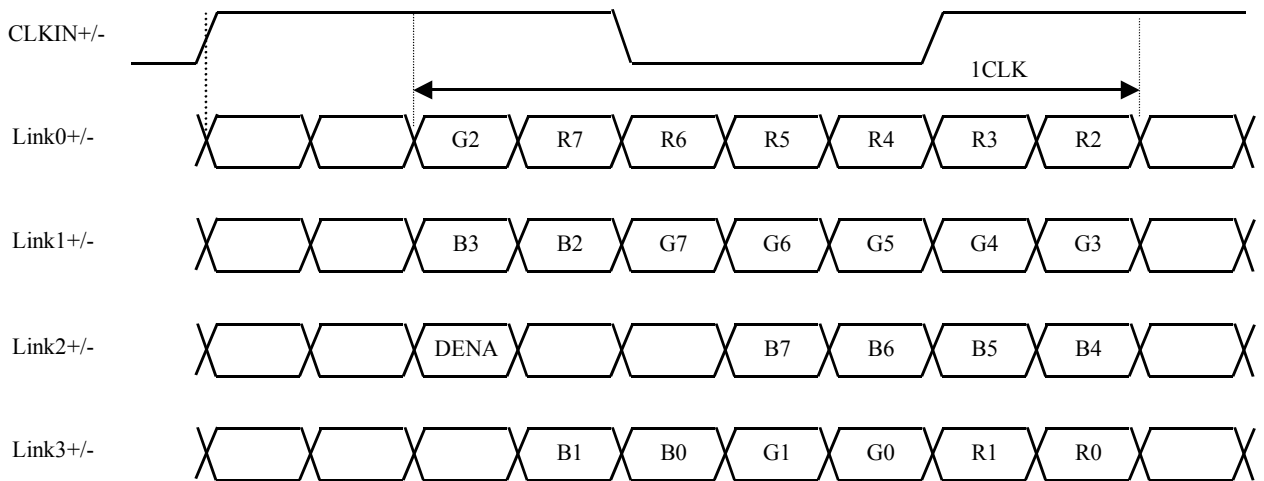 CLKIN+/-
1CLK
Link0+/- G2 R7 R6 R5 R4 R3 R2
Link1+/- B3 B2 G7 G6 G5 G4 G3
Link2+/- DENA B7 B6 B5 B4
Link3+/- B1 B0 G1 G0 R1 R0